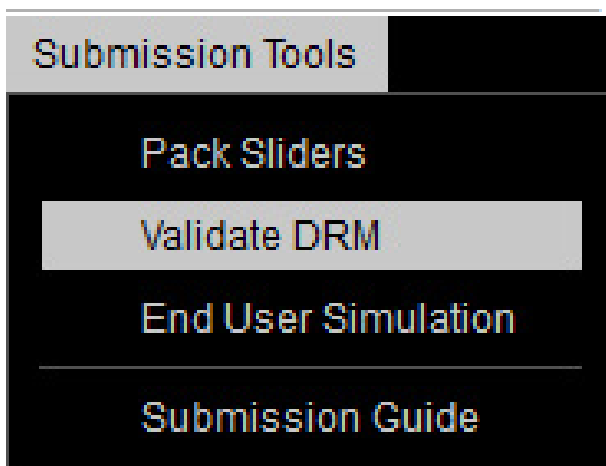 Submission Tools
Pack Sliders
Validate DRM
End User Simulation
Submission Guide